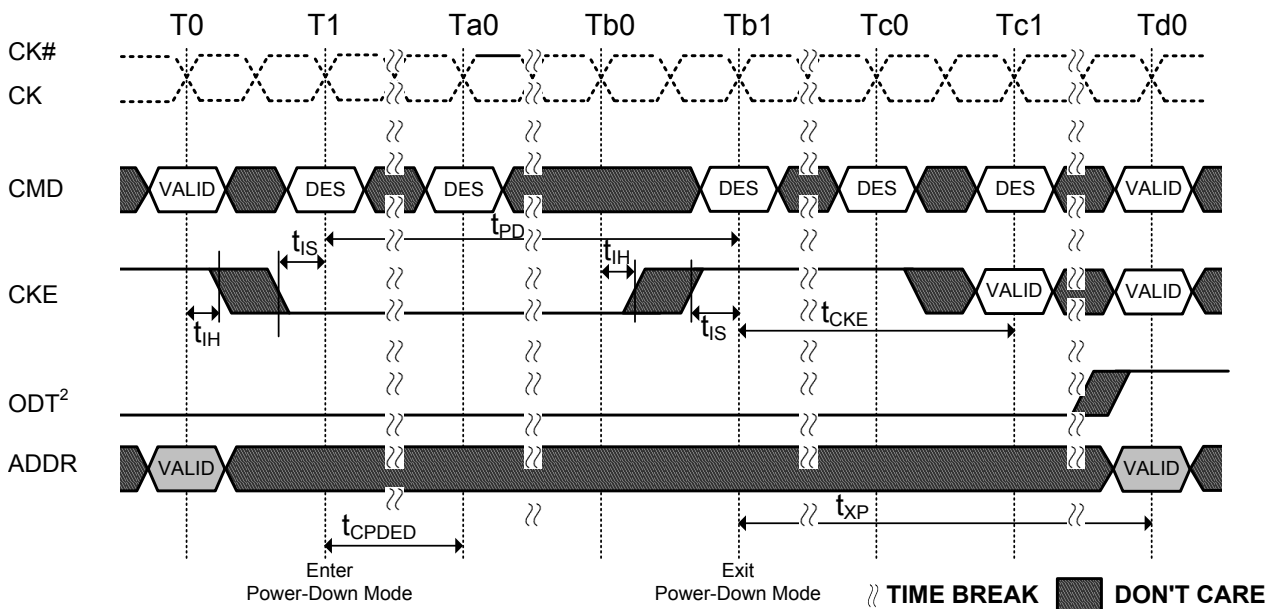 T0 T1 Ta0 Tb0 Tb1 Tc0 Tc1 Td0
CK#
CK
CMD VALID DES DES DES DES DES VALID
tIS tPD tIH
CKE VALID VALID
tIH tIS tCKE
ODT2
ADDR VALID VALID
tCPDED tXP
Enter
Power-Down Mode
Exit
Power-Down Mode
TIME BREAK DON'T CARE